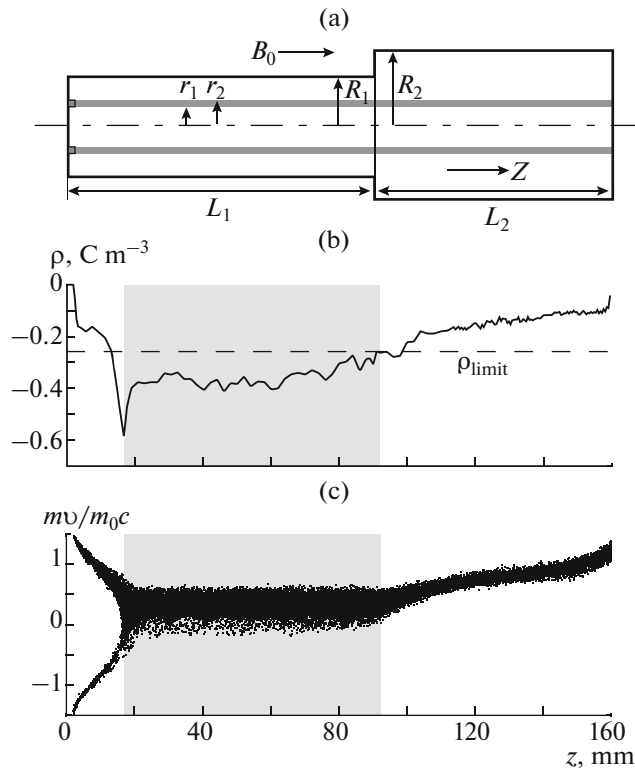 (a)
B₀
r₁ r₂ R₁ R₂
Z
L₁ L₂
(b)
ρ, C m⁻³
0
−0.2
ρlimit
−0.4
−0.6
(c)
mυ/m₀c
1
0
−1
0 40 80 120 160
z, mm